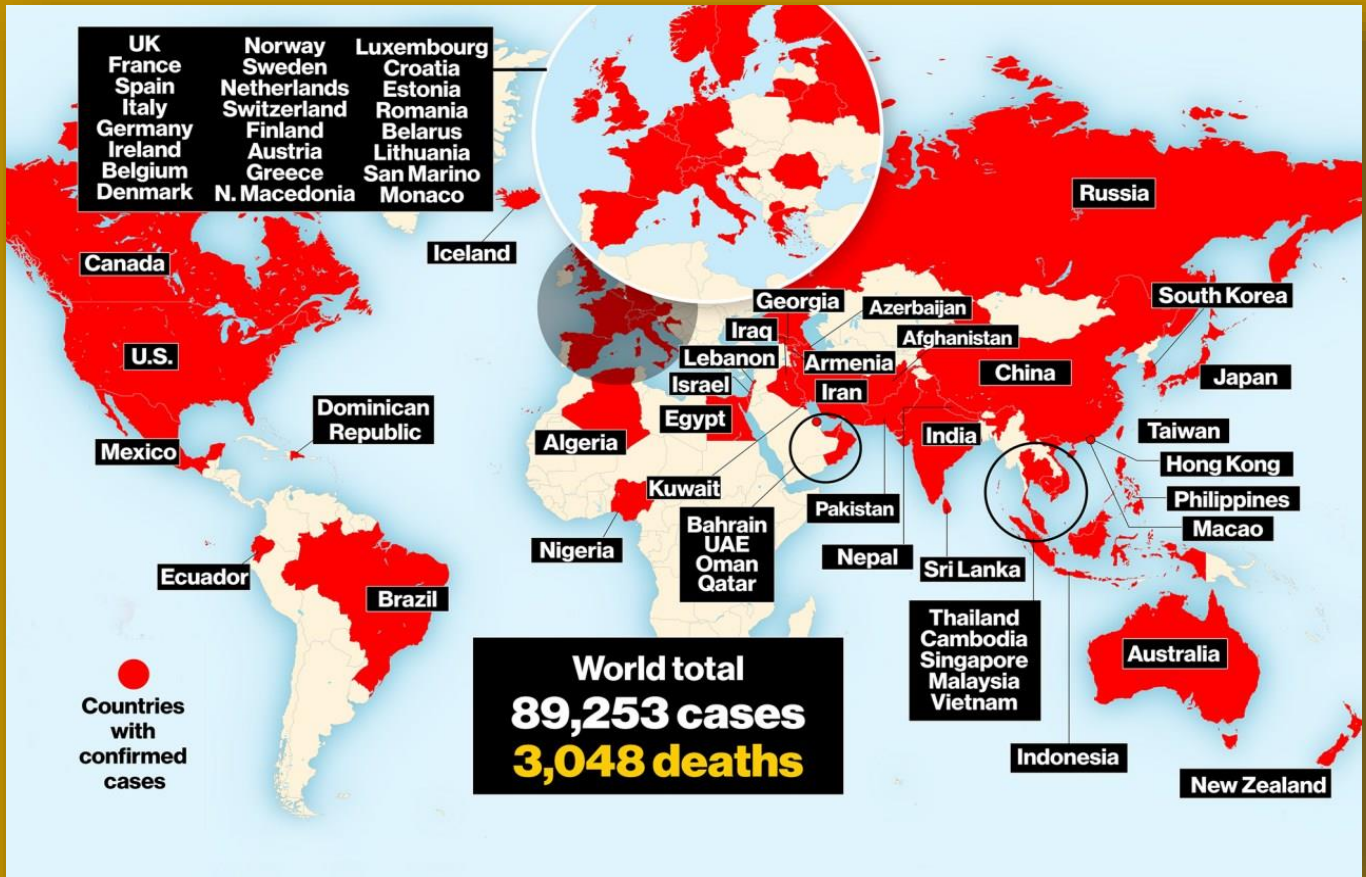 UK
France
Spain
Italy
Germany
Ireland
Belgium
Denmark
Norway
Sweden
Netherlands
Switzerland
Finland
Austria
Greece
N. Macedonia
Luxembourg
Croatia
Estonia
Romania
Belarus
Lithuania
San Marino
Monaco
Iceland
Canada
U.S.
Mexico
Dominican
Republic
Ecuador
Brazil
Russia
Georgia
Azerbaijan
Iraq
Afghanistan
Lebanon
Armenia
Israel
Iran
Egypt
Algeria
Kuwait
Nigeria
Bahrain
UAE
Oman
Qatar
Pakistan
Nepal
India
Sri Lanka
China
South Korea
Japan
Taiwan
Hong Kong
Philippines
Macao
Thailand
Cambodia
Singapore
Malaysia
Vietnam
Indonesia
Australia
New Zealand
Countries
with
confirmed
cases
World total
89,253 cases
3,048 deaths